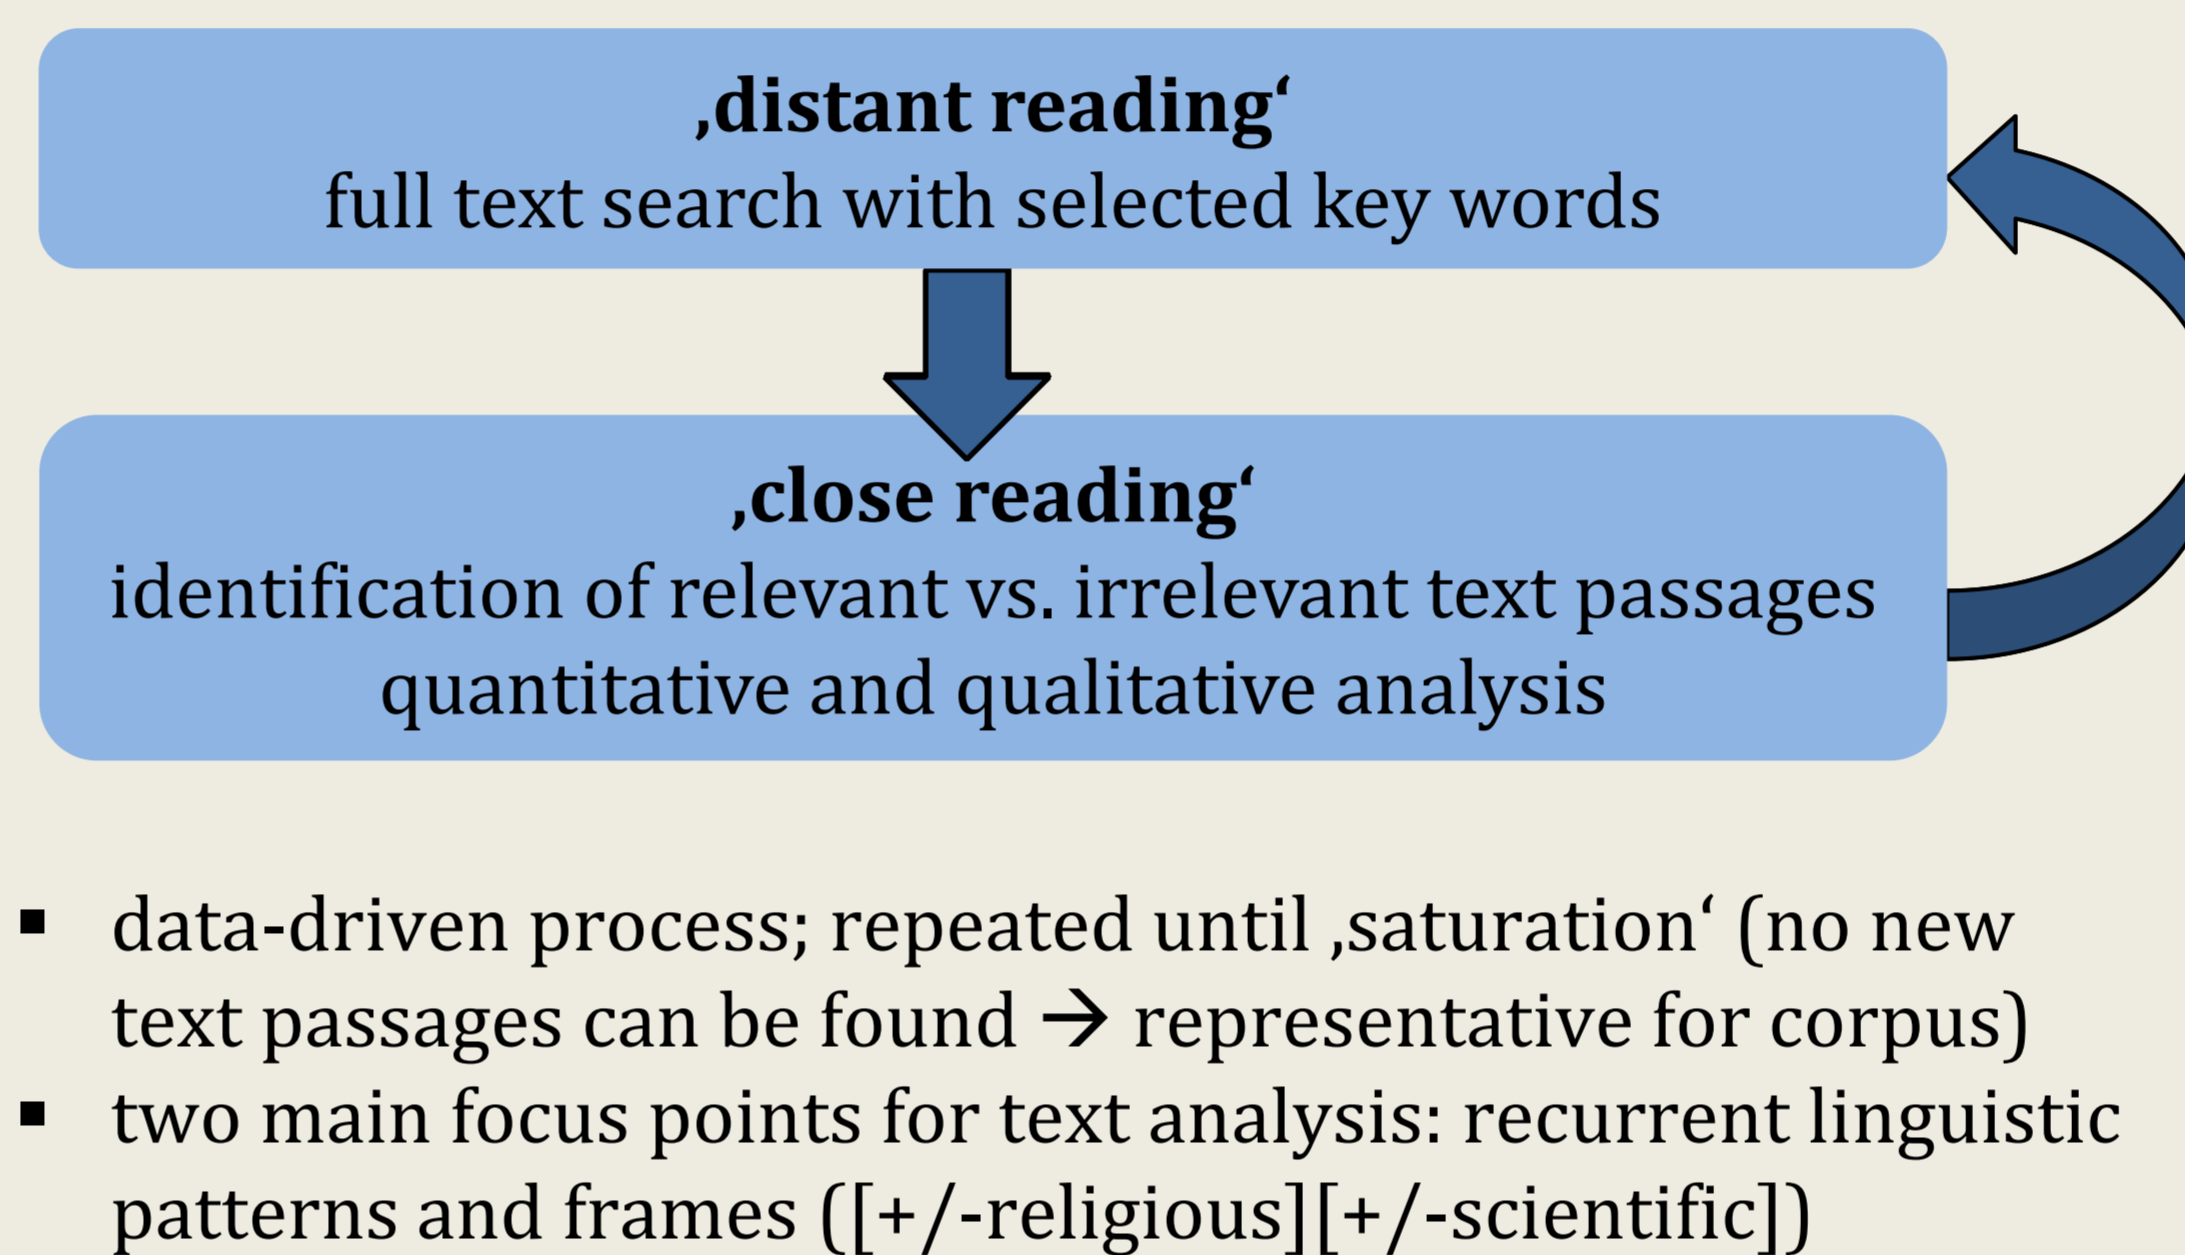 ‚distant reading‘
full text search with selected key words
‚close reading‘
identification of relevant vs. irrelevant text passages
quantitative and qualitative analysis
▪ data-driven process; repeated until ‚saturation‘ (no new
text passages can be found → representative for corpus)
▪ two main focus points for text analysis: recurrent linguistic
patterns and frames ([+/-religious][+/-scientific])